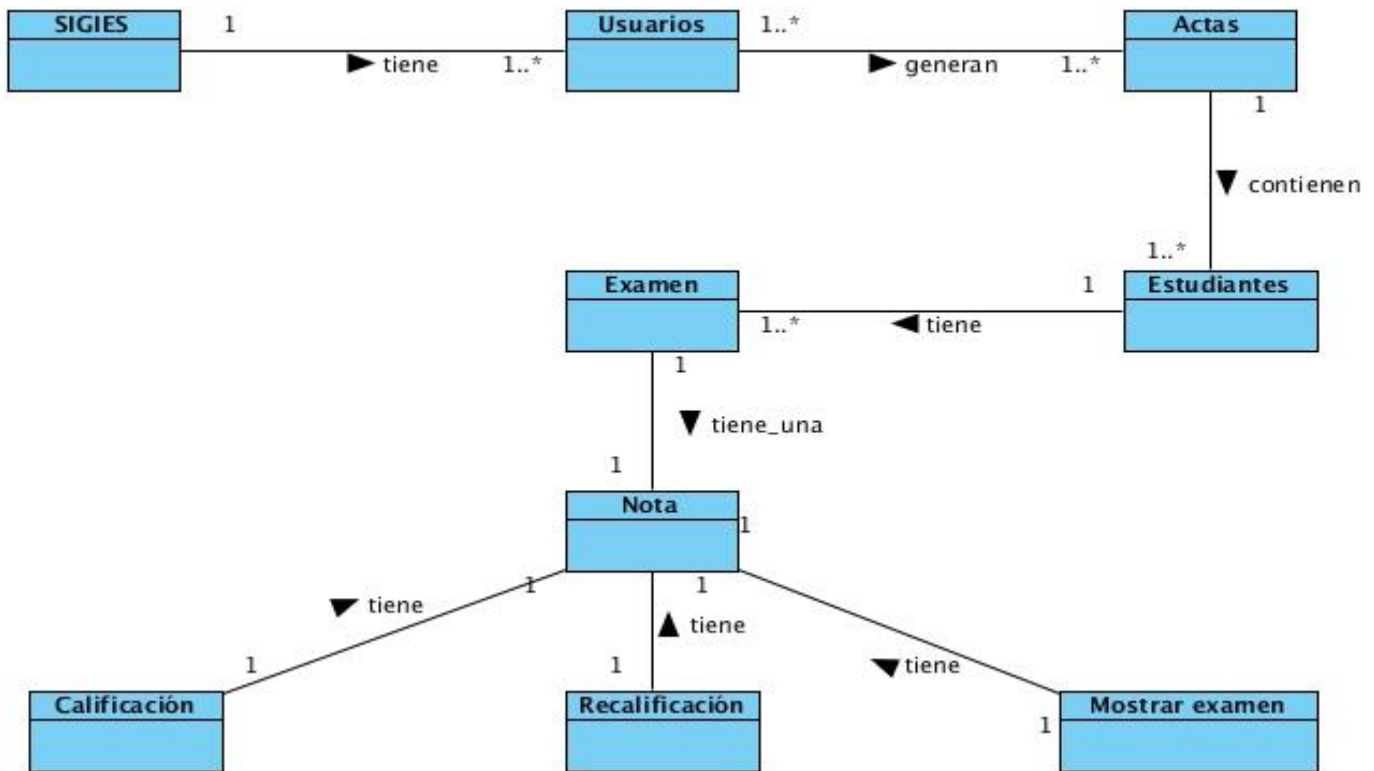 SIGIES
1
tiene
1..*
Usuarios
1..*
generan
1..*
Actas
1
contienen
1..*
Estudiantes
1
tiene
1..*
Examen
1
tiene_una
1
Nota
1
1
1
tiene
1
Calificación
tiene
1
Recalificación
tiene
1
Mostrar examen